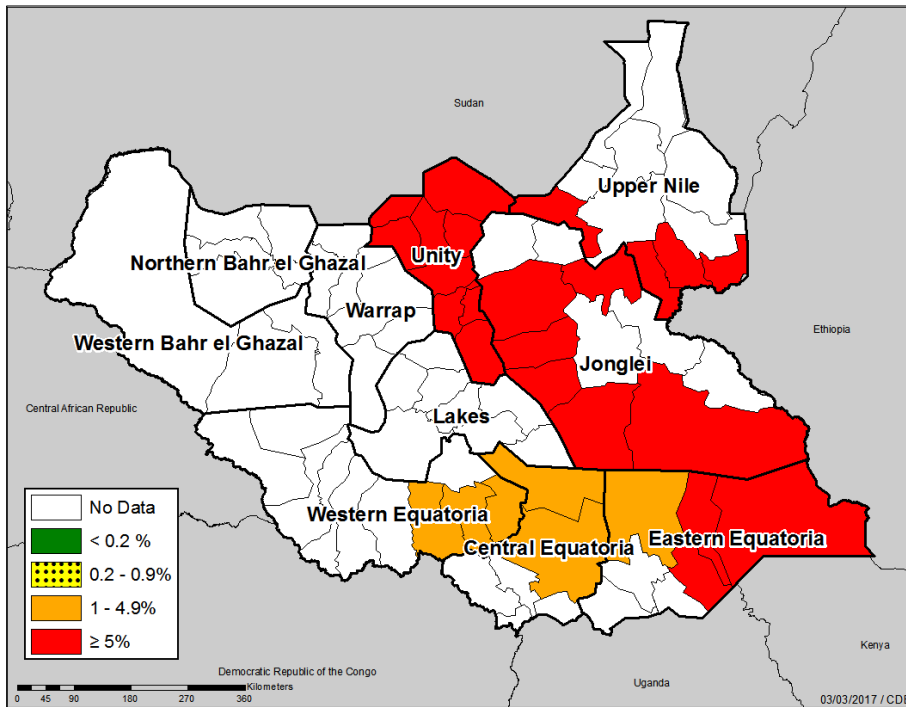 Sudan
Upper Nile
Northern Bahr el Ghazal
Unity
Warrap
Ethiopia
Western Bahr el Ghazal
Jonglei
Central African Republic
Lakes
No Data
< 0.2 %
0.2 - 0.9%
1 - 4.9%
≥ 5%
Western Equatoria
Central Equatoria
Eastern Equatoria
Kenya
Democratic Republic of the Congo
Uganda
Kilometers
0 45 90 180 270 360
03/03/2017 / CDI